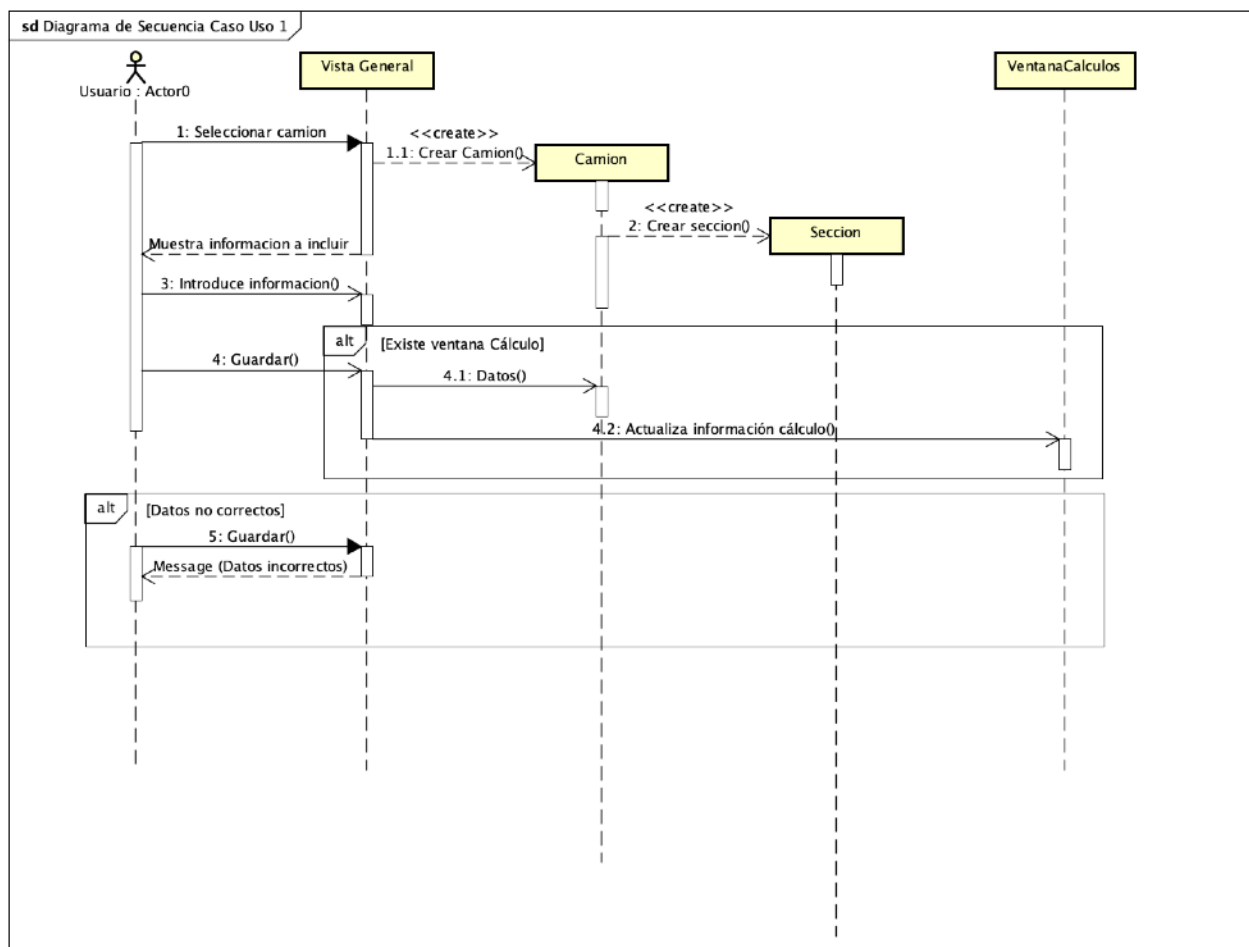 sd Diagrama de Secuencia Caso Uso 1
Usuario : Actor0
Vista General
VentanaCalculos
1: Seleccionar camion
<<create>>
1.1: Crear Camion()
Camion
<<create>>
2: Crear seccion()
Seccion
Muestra informacion a incluir
3: Introduce informacion()
alt
[Existe ventana Cálculo]
4: Guardar()
4.1: Datos()
4.2: Actualiza información cálculo()
alt
[Datos no correctos]
5: Guardar()
Message (Datos incorrectos)